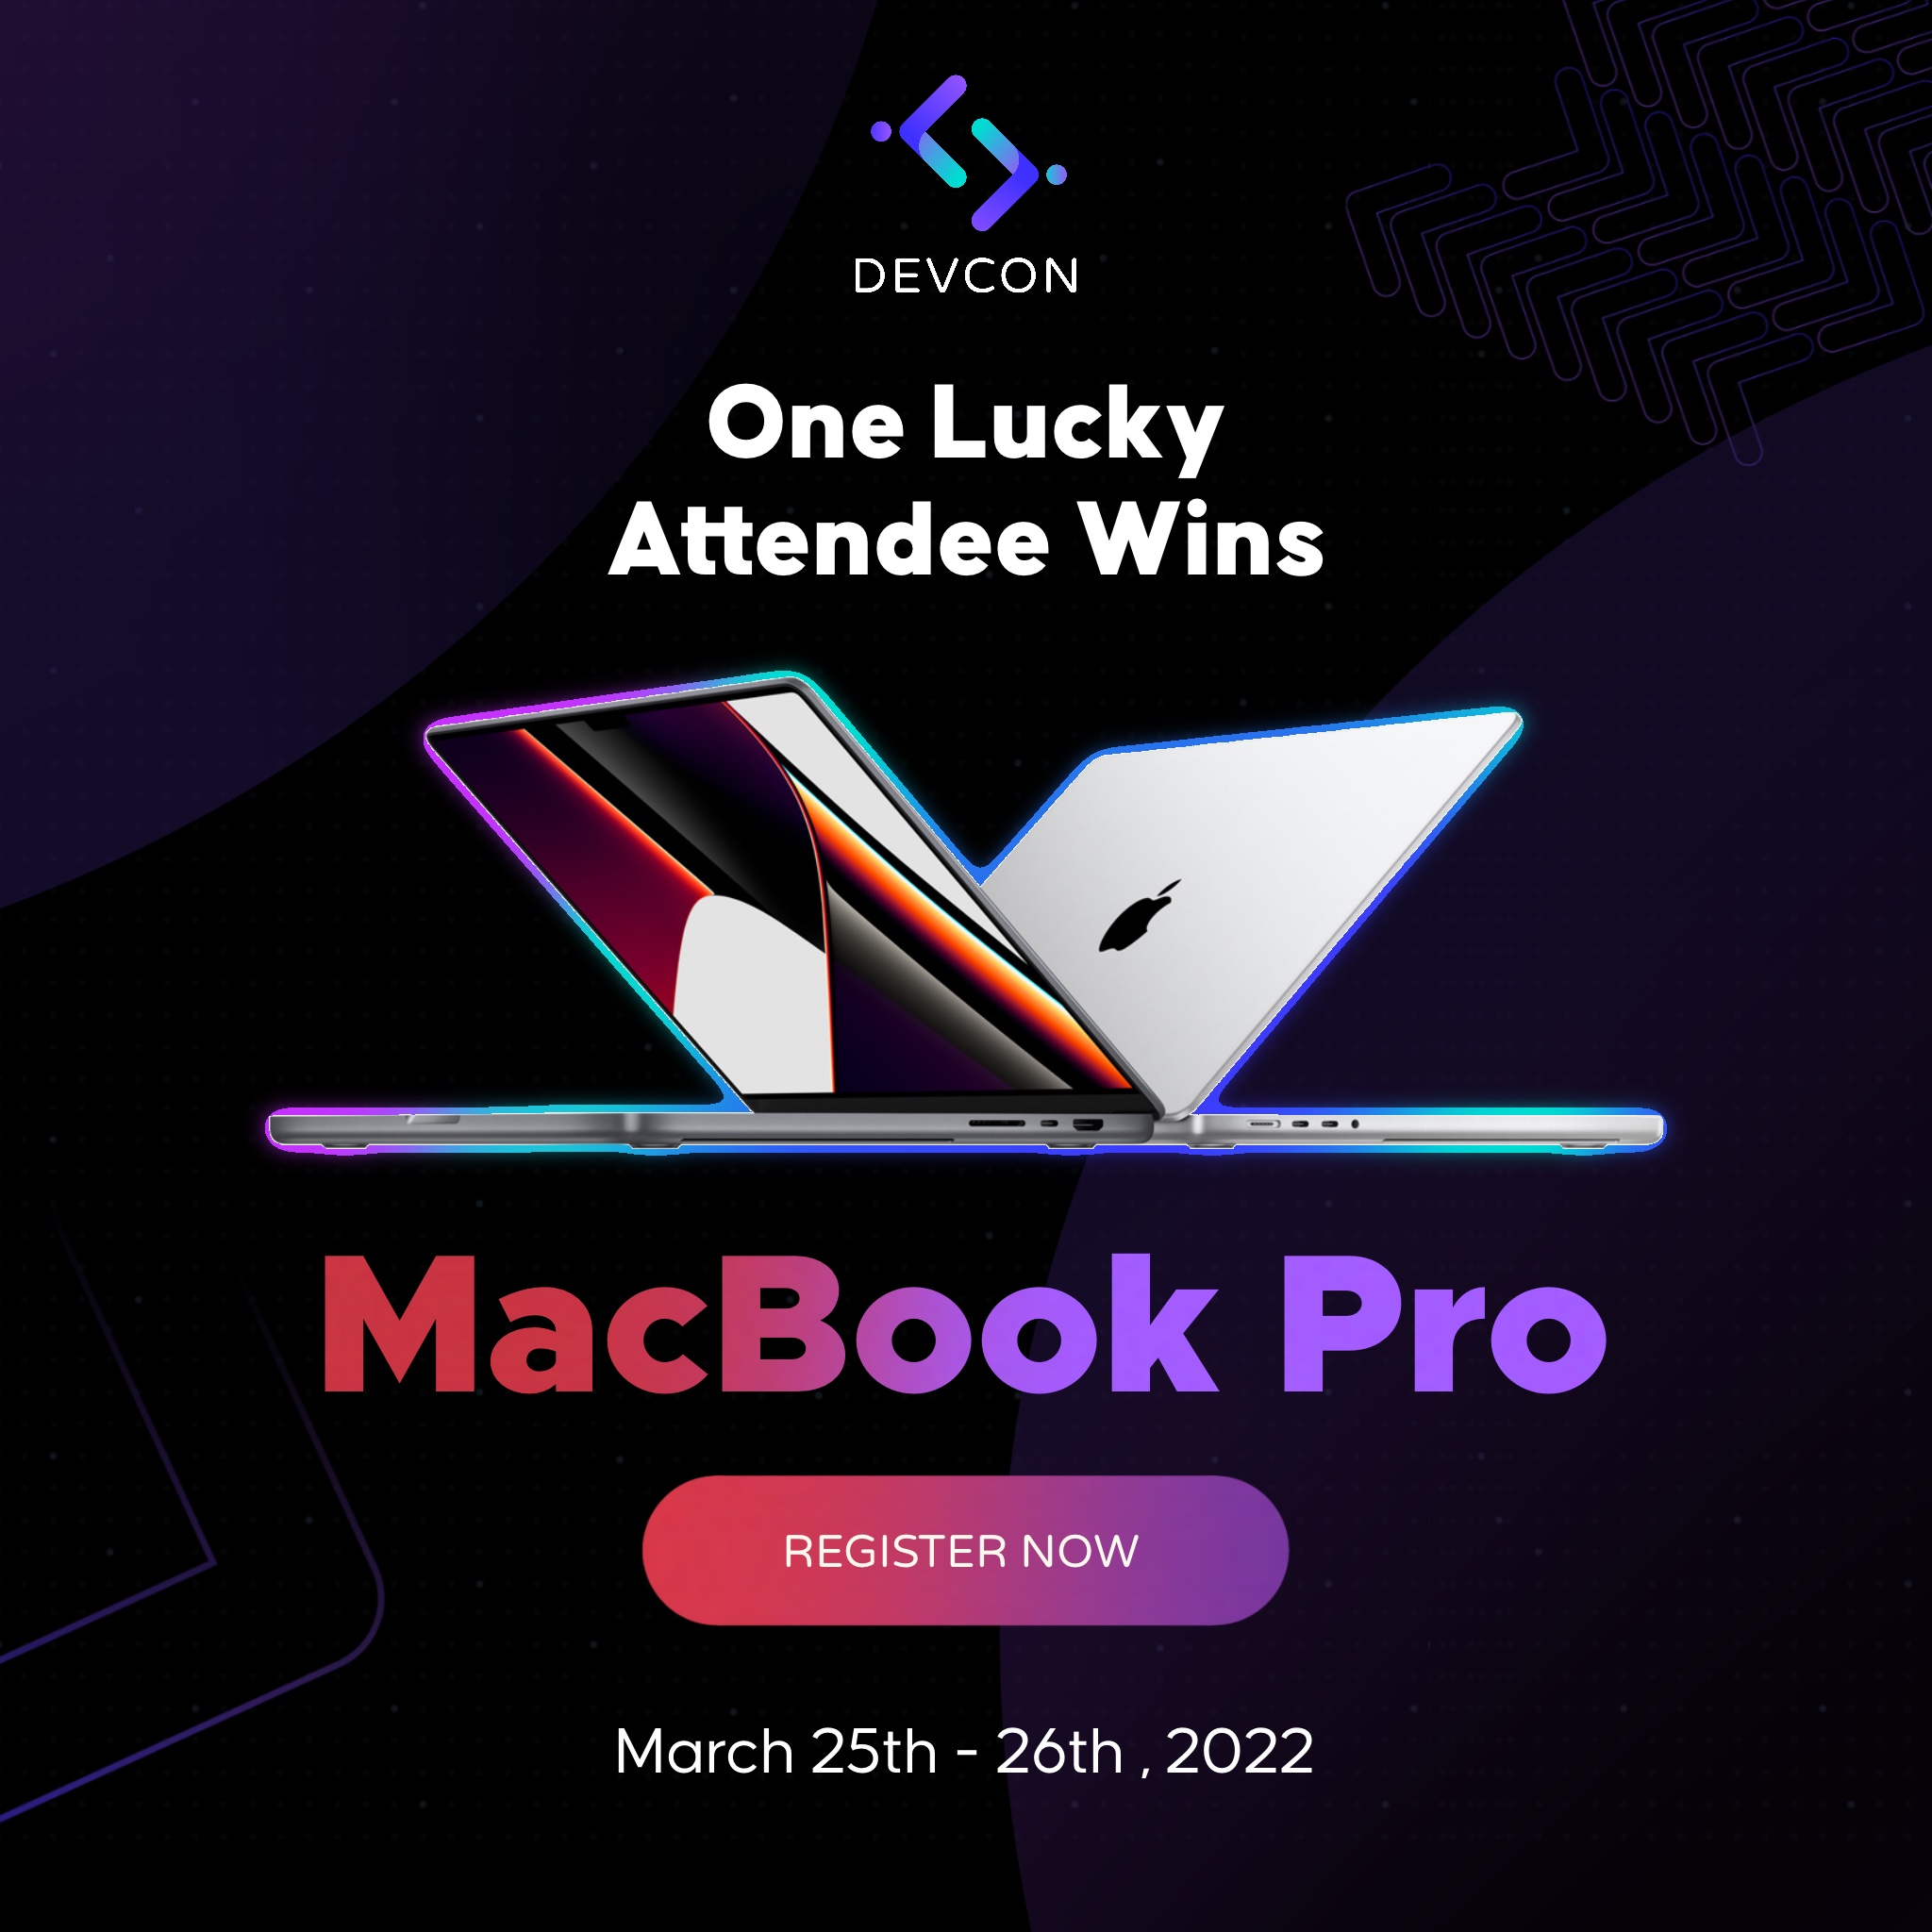 DEVCON
One Lucky
Attendee Wins
MacBook Pro
REGISTER NOW
March 25th - 26th , 2022